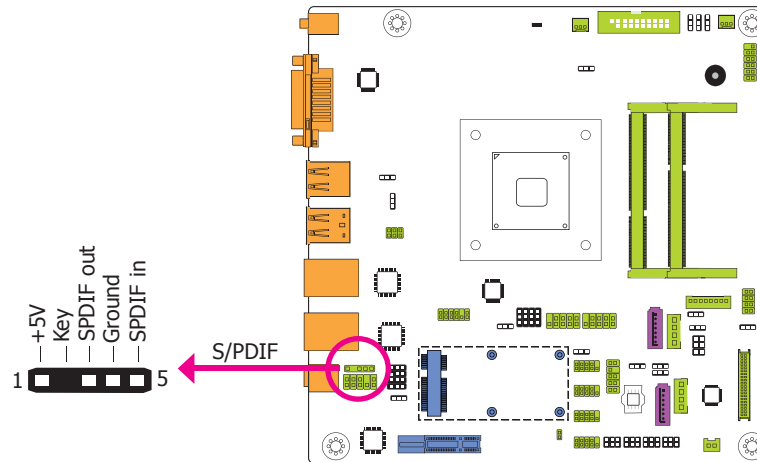 +5V
Key
SPDIF out
Ground
SPDIF in
1
5
S/PDIF